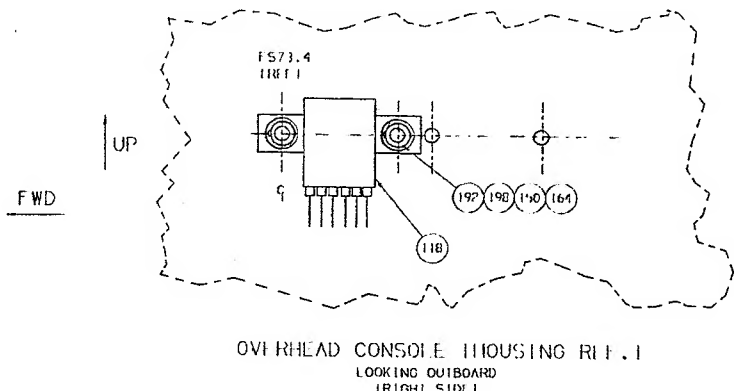 FS73.4
(REF)
UP
FWD
192 198 150 164
118
OVERHEAD CONSOLE (HOUSING REF.)
LOOKING OUTBOARD
(RIGHT SIDE)